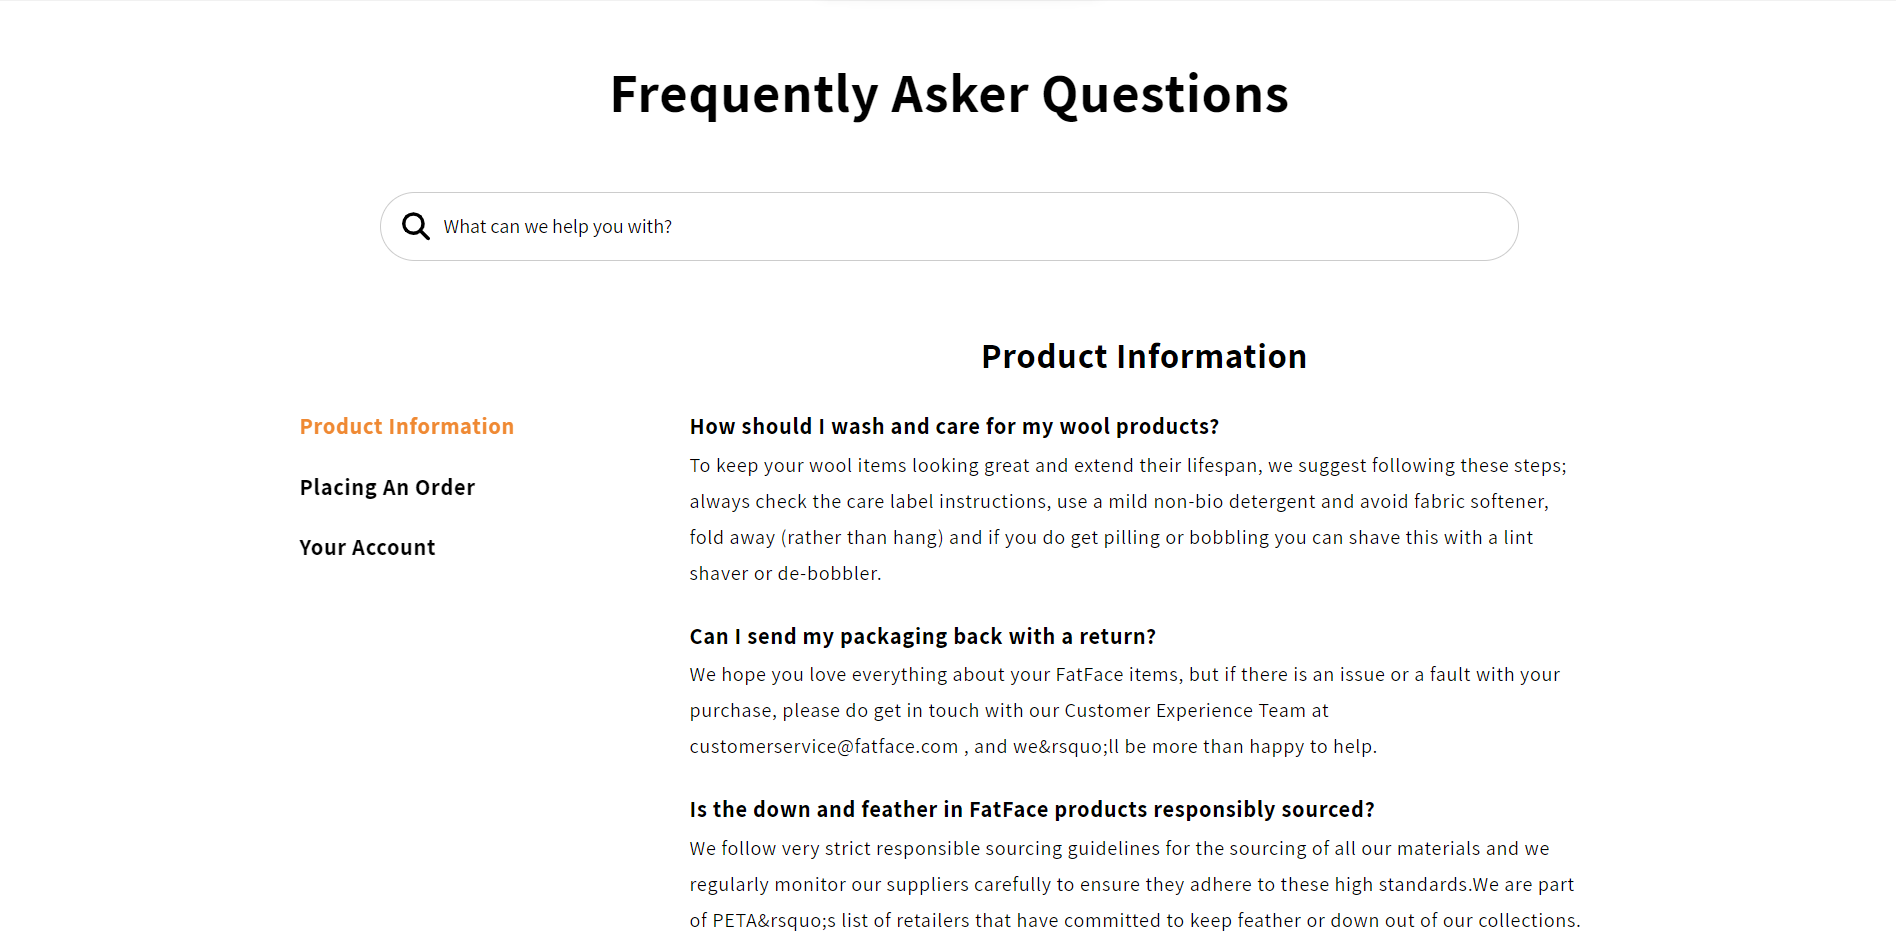 Frequently Asker Questions
What can we help you with?
Product Information
Product Information
Placing An Order
Your Account
How should I wash and care for my wool products?
To keep your wool items looking great and extend their lifespan, we suggest following these steps;
always check the care label instructions, use a mild non-bio detergent and avoid fabric softener,
fold away (rather than hang) and if you do get pilling or bobbling you can shave this with a lint
shaver or de-bobbler.
Can I send my packaging back with a return?
We hope you love everything about your FatFace items, but if there is an issue or a fault with your
purchase, please do get in touch with our Customer Experience Team at
customerservice@fatface.com , and we&rsquo;ll be more than happy to help.
Is the down and feather in FatFace products responsibly sourced?
We follow very strict responsible sourcing guidelines for the sourcing of all our materials and we
regularly monitor our suppliers carefully to ensure they adhere to these high standards.We are part
of PETA&rsquo;s list of retailers that have committed to keep feather or down out of our collections.